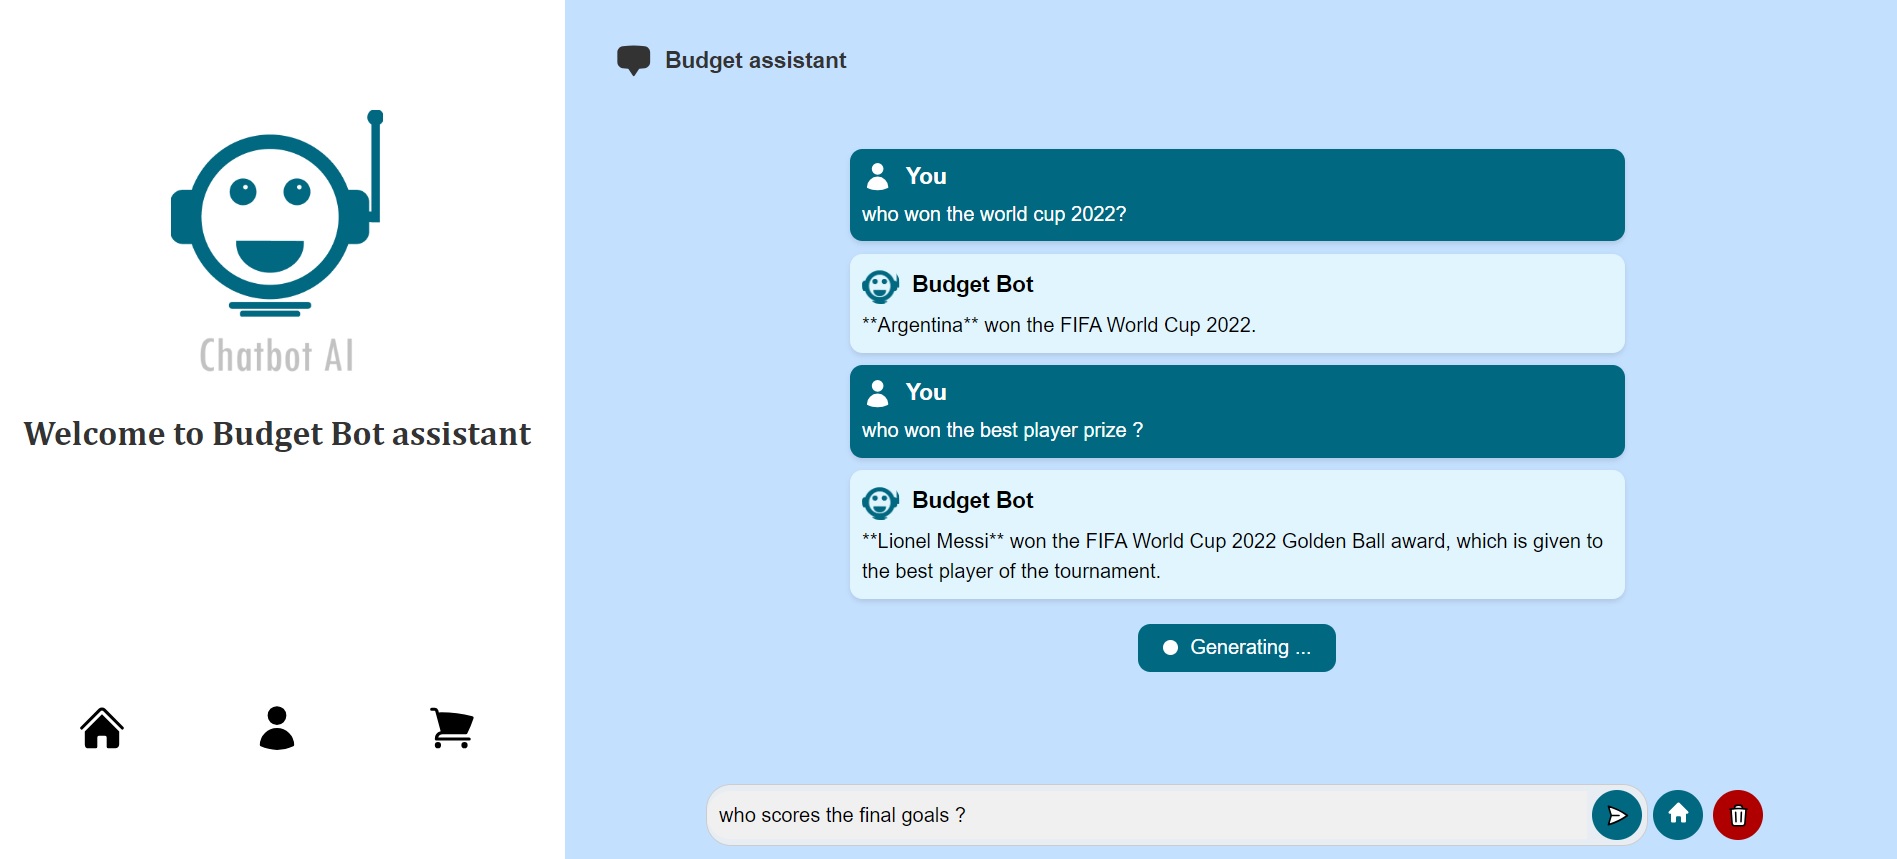 Chatbot AI
Welcome to Budget Bot assistant
Budget assistant
You
who won the world cup 2022?
Budget Bot
**Argentina** won the FIFA World Cup 2022.
You
who won the best player prize ?
Budget Bot
**Lionel Messi** won the FIFA World Cup 2022 Golden Ball award, which is given to
the best player of the tournament.
Generating ...
who scores the final goals ?